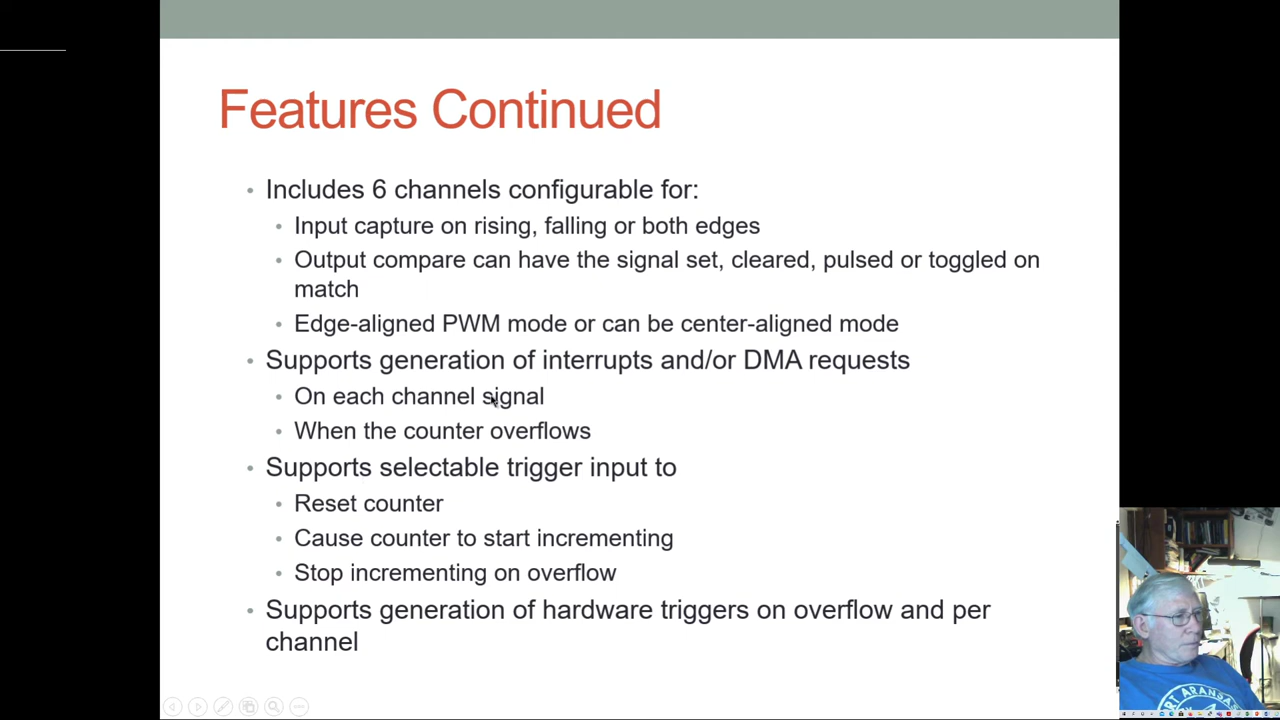 Features Continued
Includes 6 channels configurable for:
Input capture on rising, falling or both edges
Output compare can have the signal set, cleared, pulsed or toggled on
match
Edge-aligned PWM mode or can be center-aligned mode
Supports generation of interrupts and/or DMA requests
On each channel signal
When the counter overflows
Supports selectable trigger input to
Reset counter
Cause counter to start incrementing
Stop incrementing on overflow
Supports generation of hardware triggers on overflow and per
channel